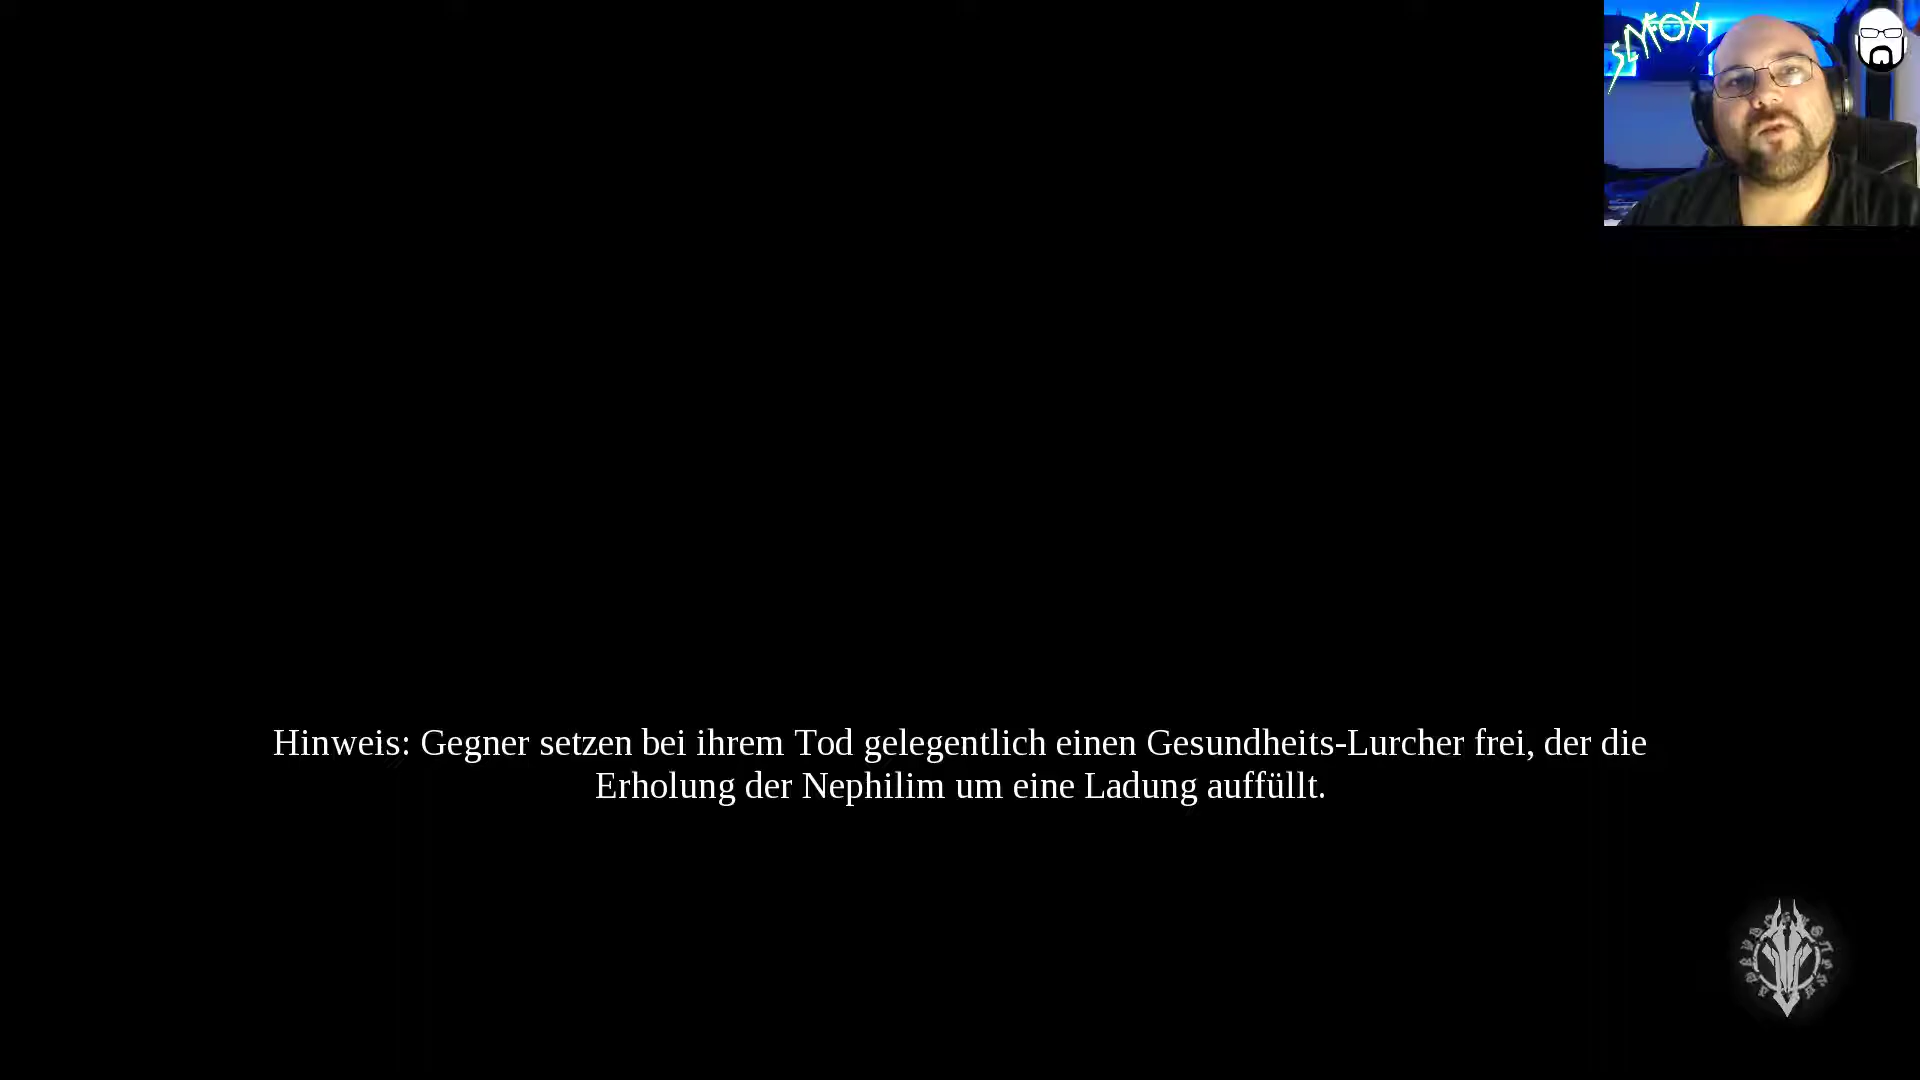 SLYFOX
Hinweis: Gegner setzen bei ihrem Tod gelegentlich einen Gesundheits-Lurcher frei, der die
Erholung der Nephilim um eine Ladung auffüllt.